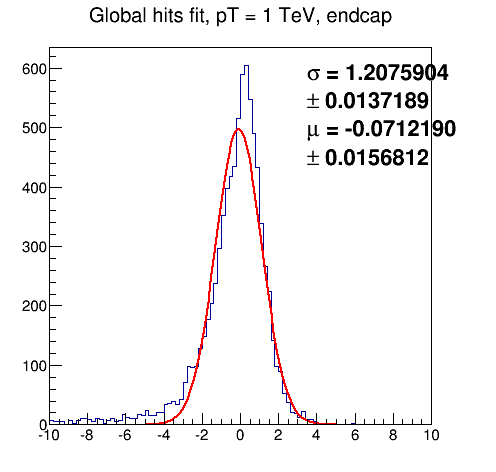 Global hits fit, pT = 1 TeV, endcap
σ = 1.2075904
± 0.0137189
μ = -0.0712190
± 0.0156812
600
500
400
300
200
100
0
-10 -8 -6 -4 -2 0 2 4 6 8 10